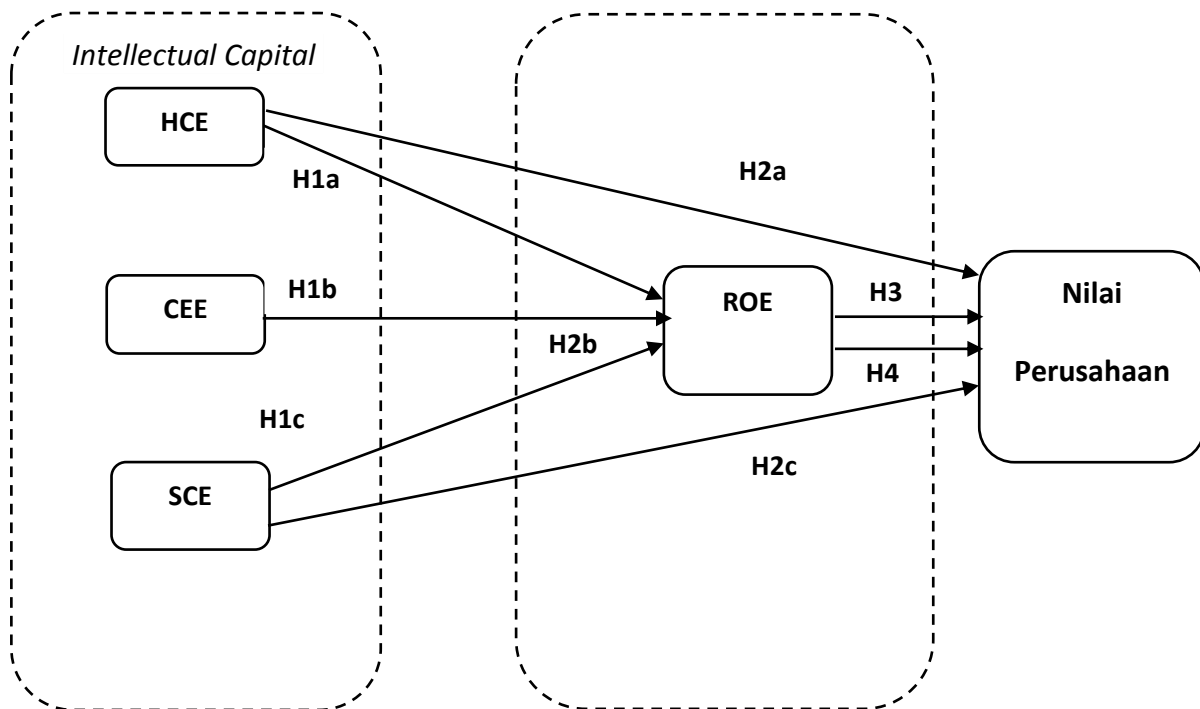 Intellectual Capital
HCE
H1a
H2a
CEE
H1b
H2b
ROE
H3
H4
Nilai
Perusahaan
H1c
SCE
H2c